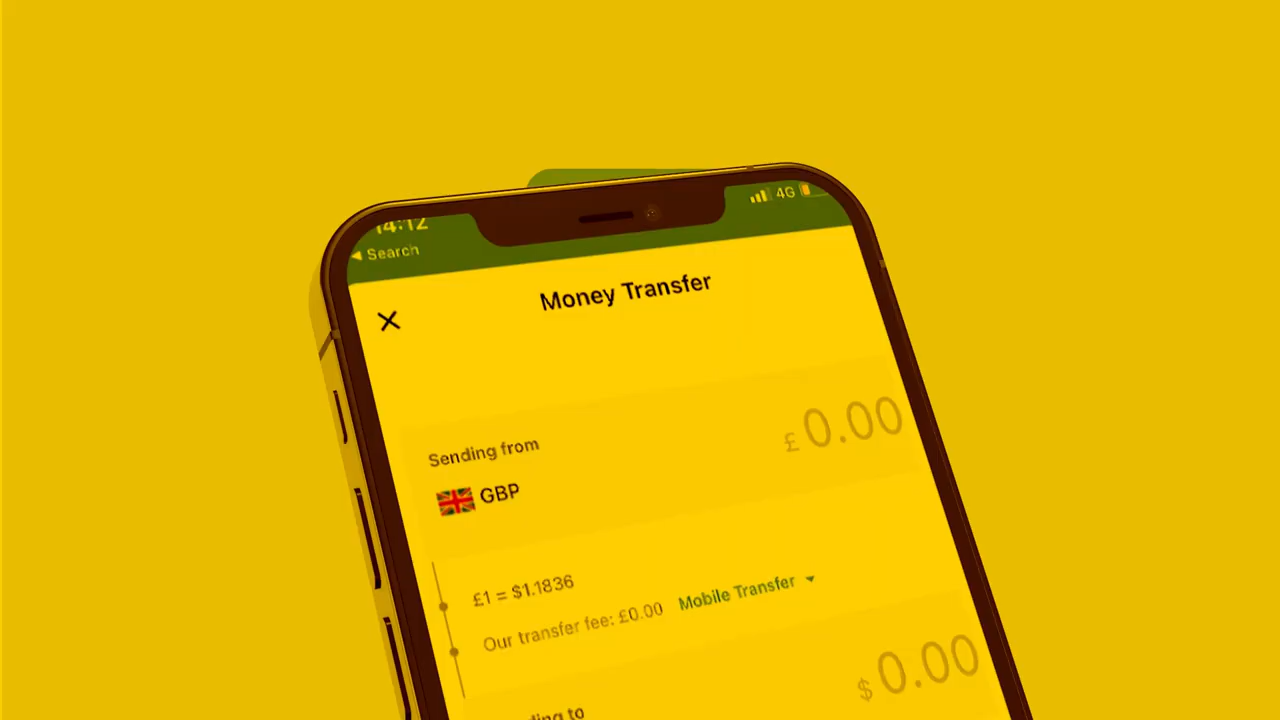 14:12
4G
◀ Search
Money Transfer
£ 0.00
Sending from
GBP
£1 = $1.1836
Our transfer fee: £0.00 Mobile Transfer
$ 0.00
to